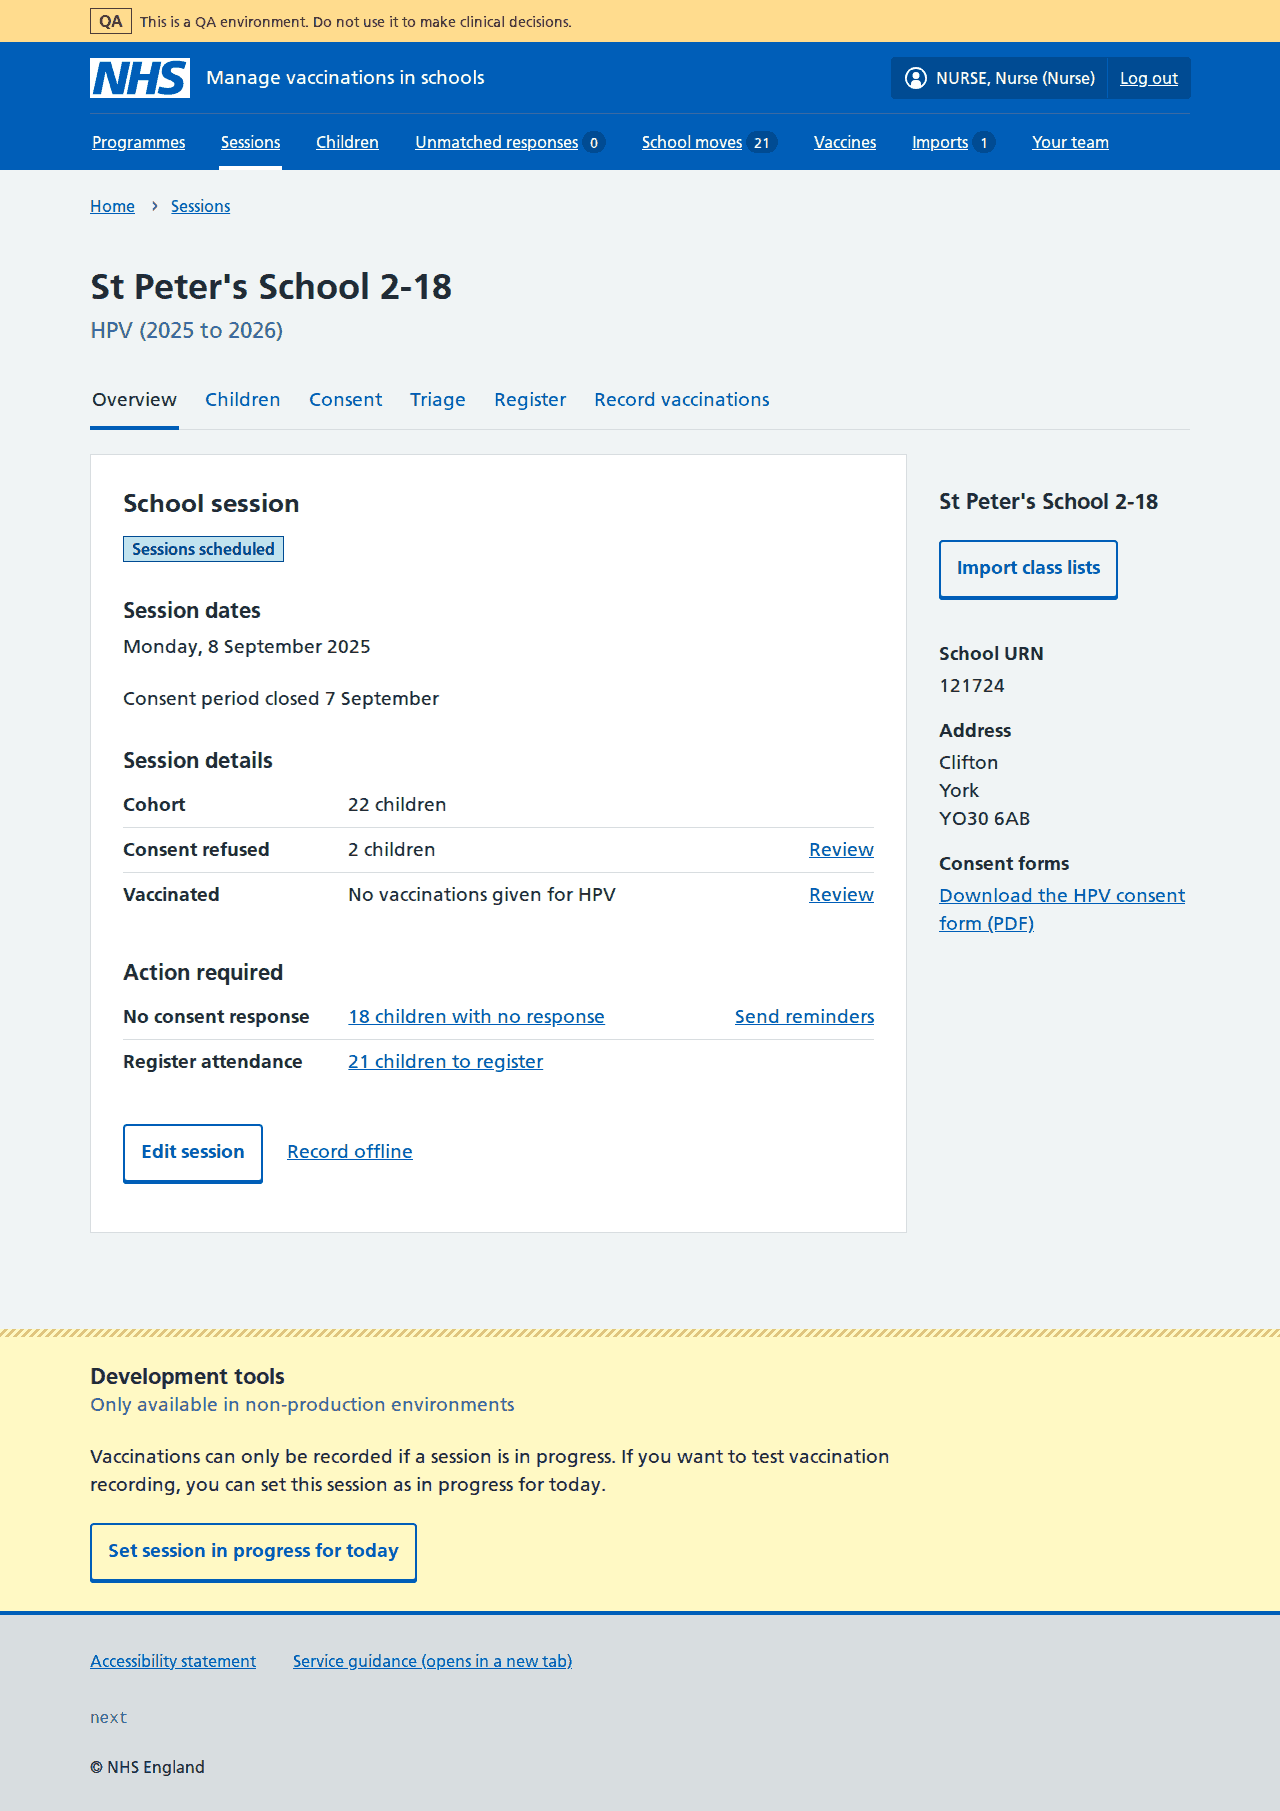 QA This is a QA environment. Do not use it to make clinical decisions.
NHS Manage vaccinations in schools NURSE, Nurse (Nurse) Log out
Programmes Sessions Children Unmatched responses 0 School moves 21 Vaccines Imports 1 Your team
Home › Sessions
St Peter's School 2-18
HPV (2025 to 2026)
Overview Children Consent Triage Register Record vaccinations
School session
Sessions scheduled
Session dates
Monday, 8 September 2025
Consent period closed 7 September
Session details
Cohort 22 children
Consent refused 2 children Review
Vaccinated No vaccinations given for HPV Review
Action required
No consent response 18 children with no response Send reminders
Register attendance 21 children to register
Edit session Record offline
St Peter's School 2-18
Import class lists
School URN
121724
Address
Clifton
York
YO30 6AB
Consent forms
Download the HPV consent
form (PDF)
Development tools
Only available in non-production environments
Vaccinations can only be recorded if a session is in progress. If you want to test vaccination
recording, you can set this session as in progress for today.
Set session in progress for today
Accessibility statement Service guidance (opens in a new tab)
next
© NHS England